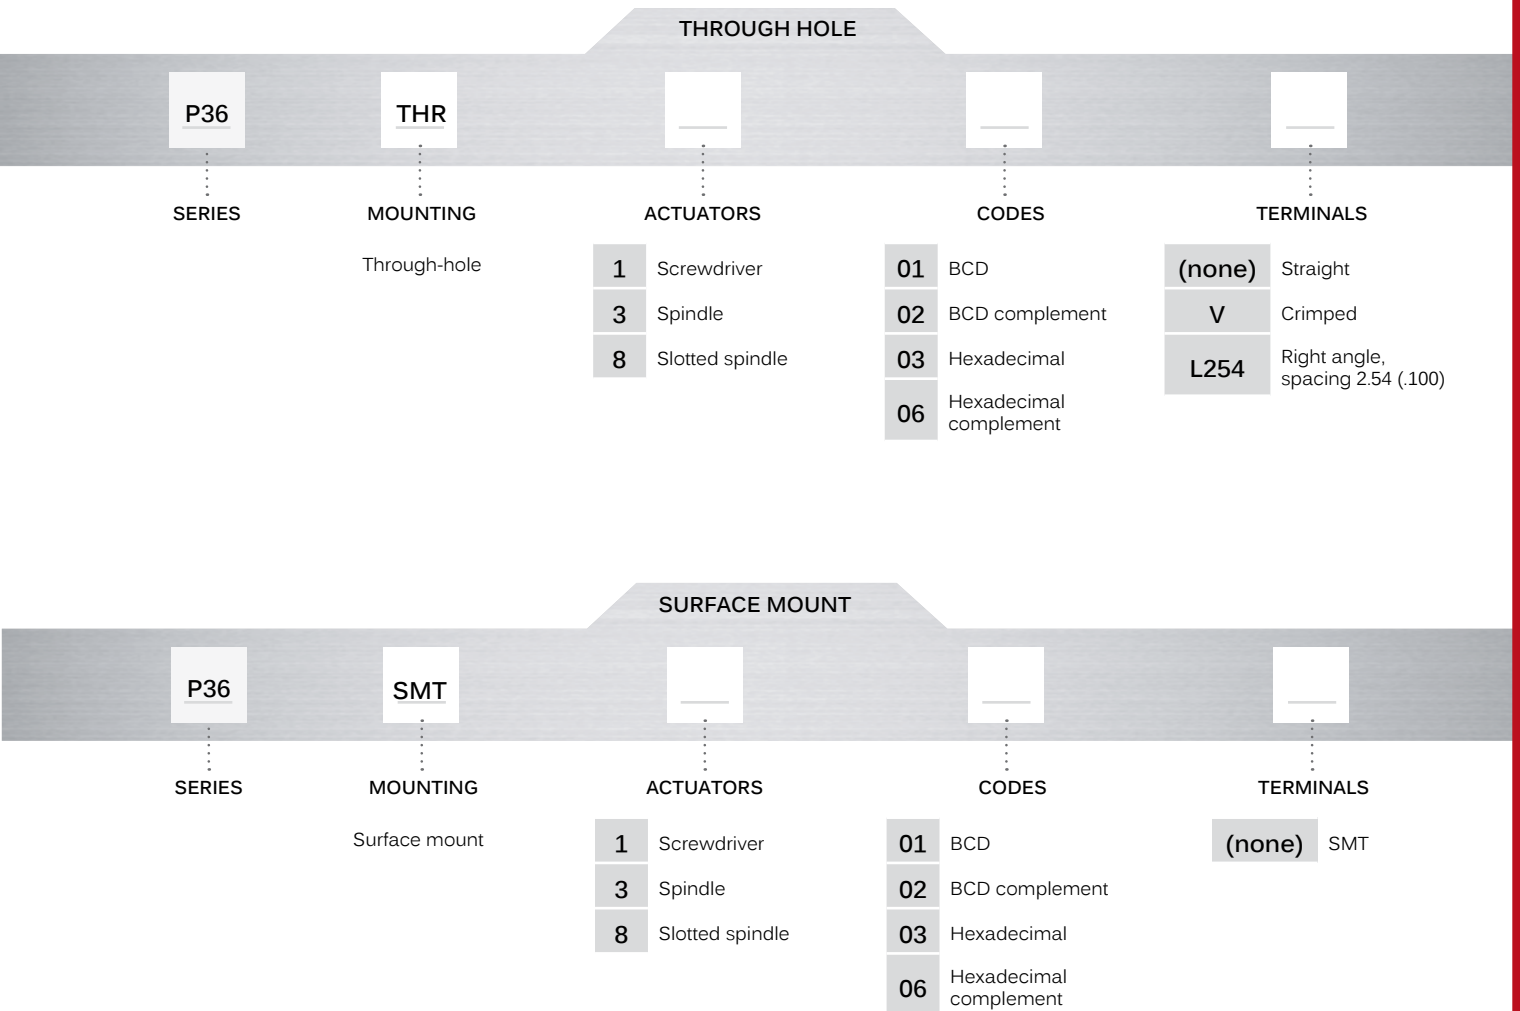 THROUGH HOLE
P36 THR
SERIES MOUNTING ACTUATORS CODES TERMINALS
Through-hole
1 Screwdriver 01 BCD (none) Straight
3 Spindle 02 BCD complement V Crimped
8 Slotted spindle 03 Hexadecimal L254 Right angle,
spacing 2.54 (.100)
06 Hexadecimal
complement
SURFACE MOUNT
P36 SMT
SERIES MOUNTING ACTUATORS CODES TERMINALS
Surface mount
1 Screwdriver 01 BCD (none) SMT
3 Spindle 02 BCD complement
8 Slotted spindle 03 Hexadecimal
06 Hexadecimal
complement